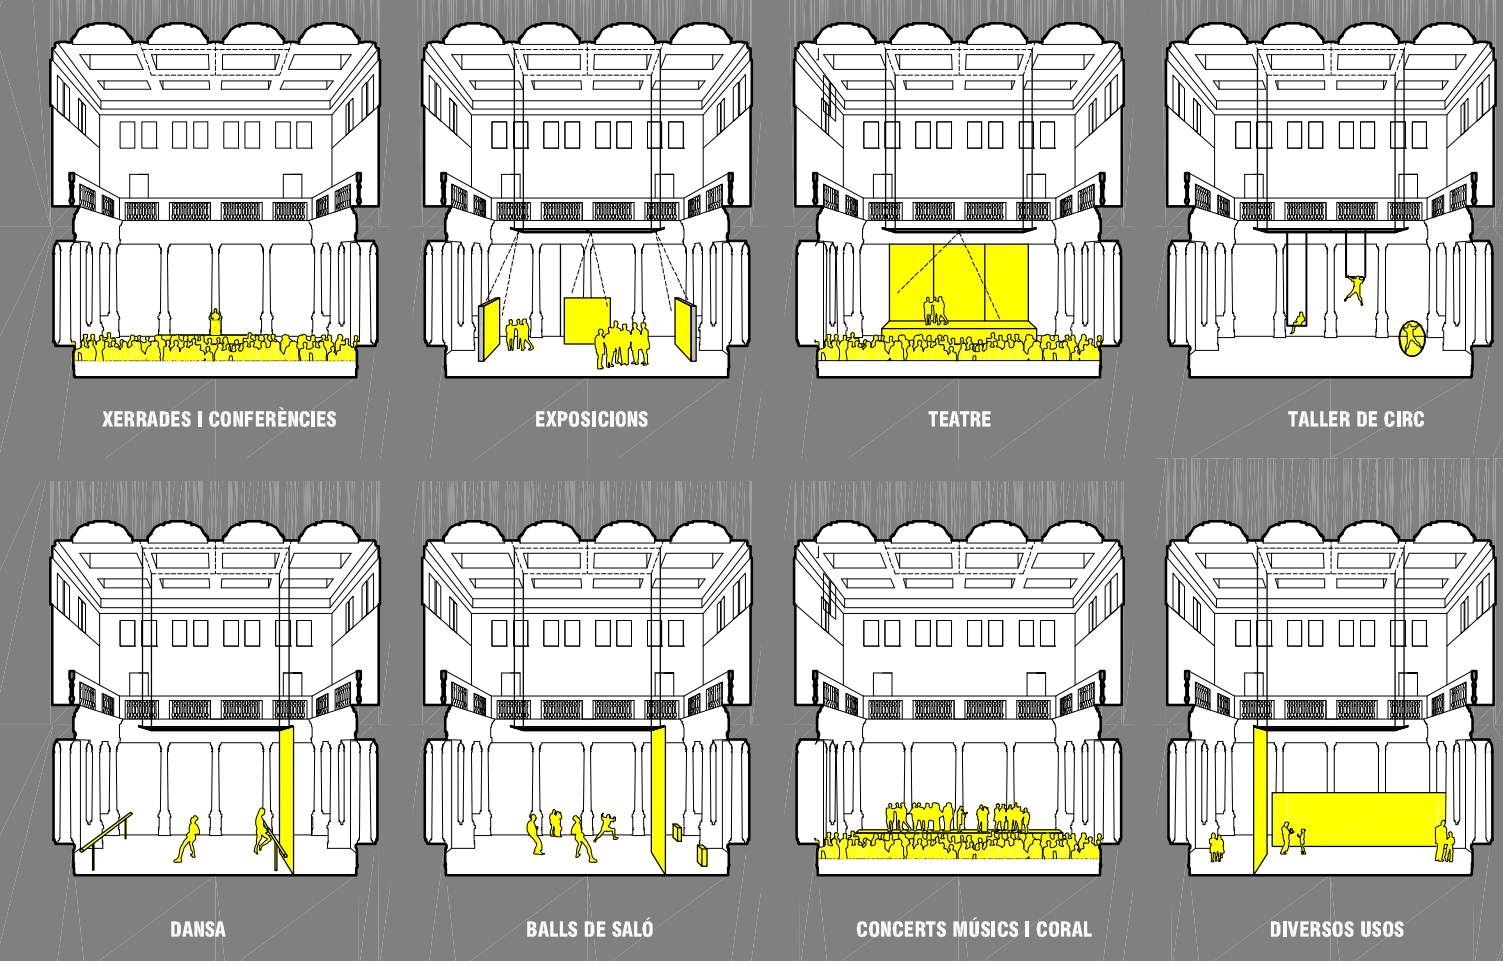 XERRADES I CONFERÈNCIES
EXPOSICIONS
TEATRE
TALLER DE CIRC
DANSA
BALLS DE SALÓ
CONCERTS MÚSICS I CORAL
DIVERSOS USOS